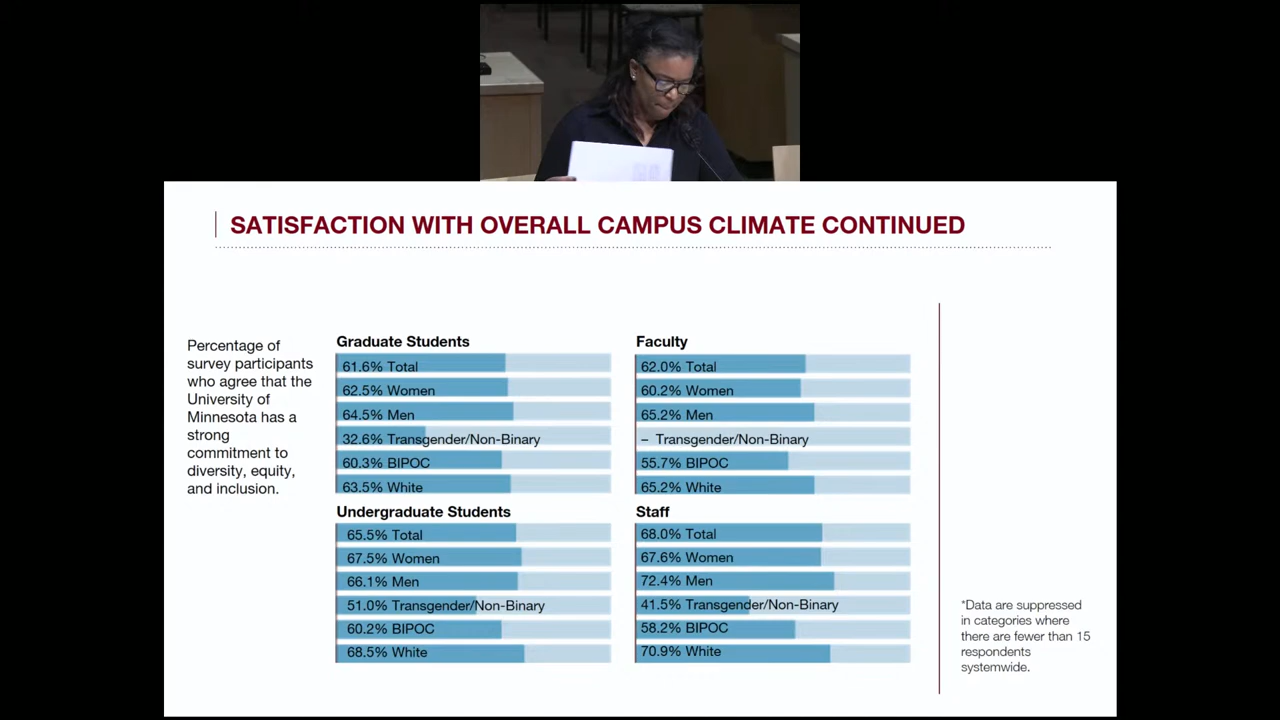 SATISFACTION WITH OVERALL CAMPUS CLIMATE CONTINUED
Percentage of
survey participants
who agree that the
University of
Minnesota has a
strong
commitment to
diversity, equity,
and inclusion.
Graduate Students
61.6% Total
62.5% Women
64.5% Men
32.6% Transgender/Non-Binary
60.3% BIPOC
63.5% White
Undergraduate Students
65.5% Total
67.5% Women
66.1% Men
51.0% Transgender/Non-Binary
60.2% BIPOC
68.5% White
Faculty
62.0% Total
60.2% Women
65.2% Men
– Transgender/Non-Binary
55.7% BIPOC
65.2% White
Staff
68.0% Total
67.6% Women
72.4% Men
41.5% Transgender/Non-Binary
58.2% BIPOC
70.9% White
*Data are suppressed
in categories where
there are fewer than 15
respondents
systemwide.